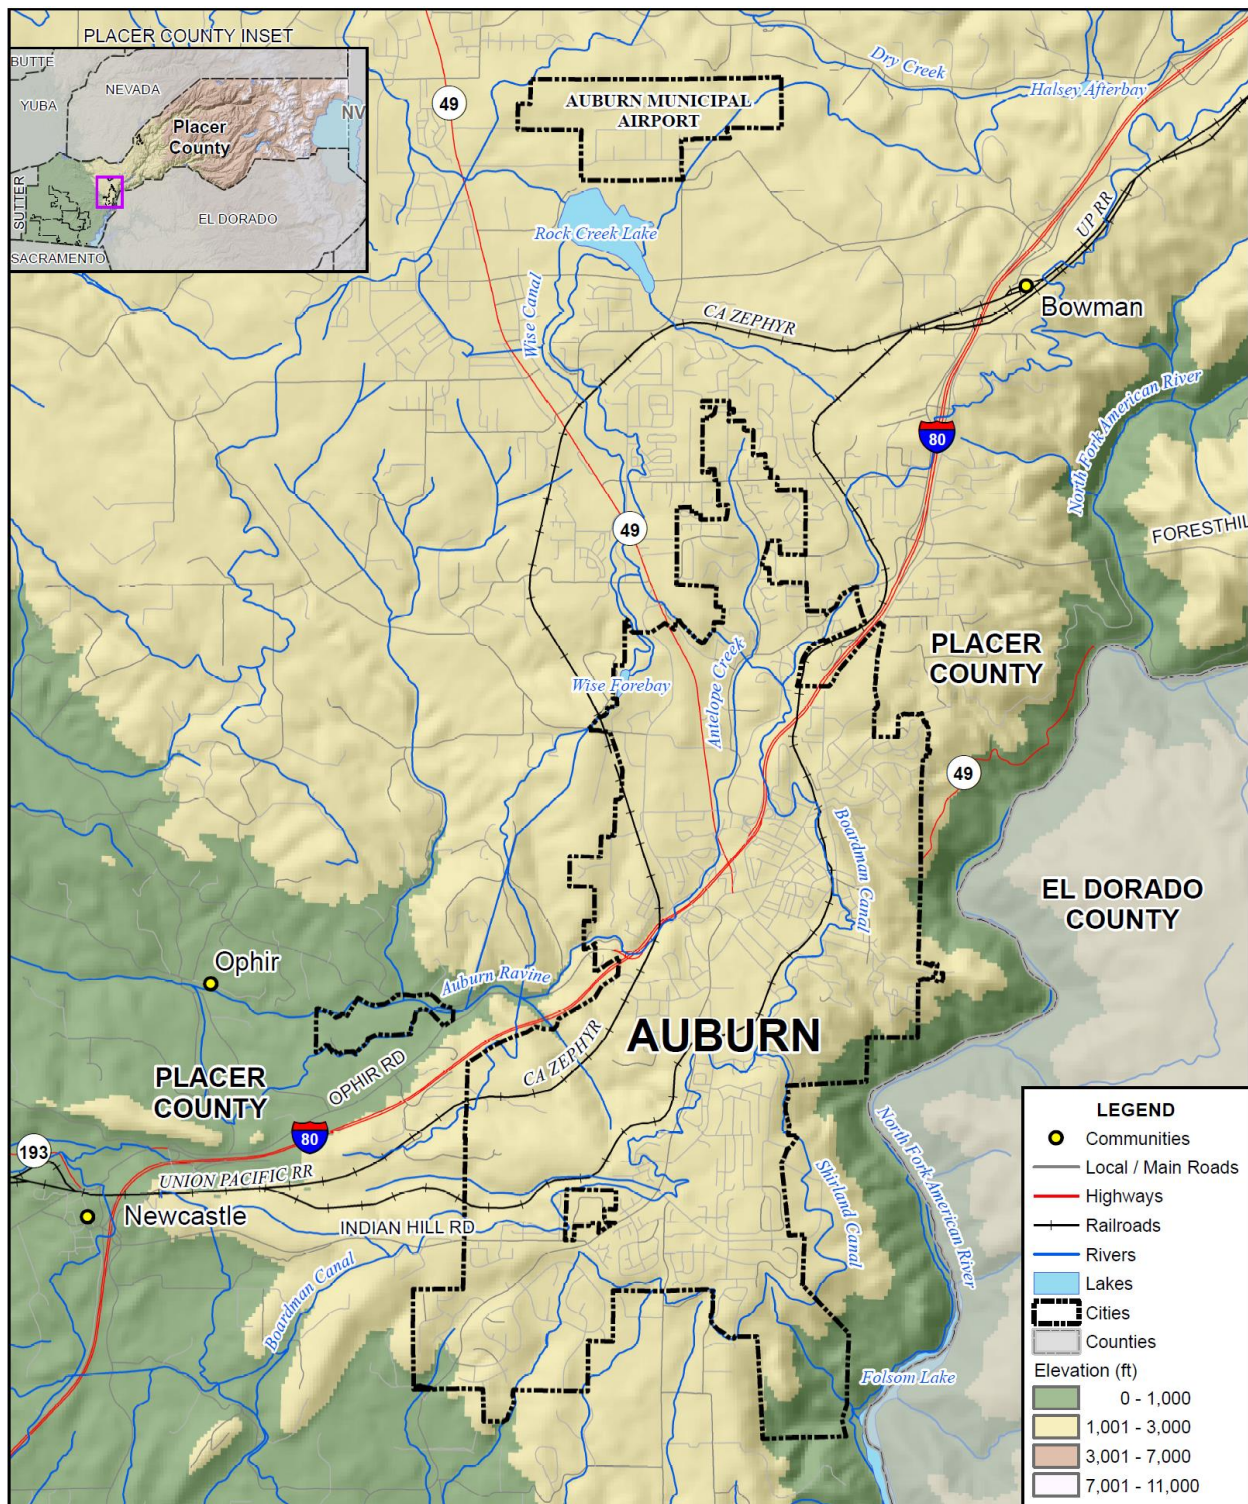 PLACER COUNTY INSET
BUTTE
NEVADA
YUBA
NV
Placer
County
SUTTER
EL DORADO
SACRAMENTO
49
AUBURN MUNICIPAL
AIRPORT
Dry Creek
Halsey Afterbay
Rock Creek Lake
UP RR
Bowman
Wise Canal
CA ZEPHYR
North Fork American River
80
49
FORESTHIL
PLACER
COUNTY
Wise Forebay
Antelope Creek
49
Boardman Canal
EL DORADO
COUNTY
Ophir
Auburn Ravine
AUBURN
CA ZEPHYR
OPHIR RD
PLACER
COUNTY
80
193
UNION PACIFIC RR
Newcastle
INDIAN HILL RD
Boardman Canal
Shirland Canal
North Fork American River
Folsom Lake
LEGEND
Communities
Local / Main Roads
Highways
Railroads
Rivers
Lakes
Cities
Counties
Elevation (ft)
0 - 1,000
1,001 - 3,000
3,001 - 7,000
7,001 - 11,000